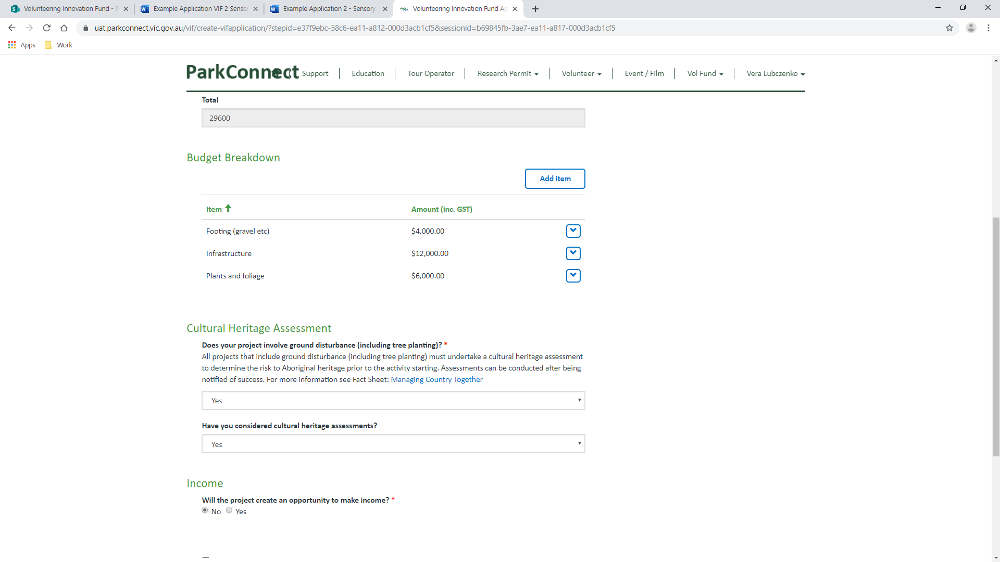 Volunteering Innovation Fund - P
Example Application VIF 2 Senso
Example Application 2 - Sensory
Volunteering Innovation Fund Ap
uat.parkconnect.vic.gov.au/vif/create-vifapplication/?stepid=e37f9ebc-58c6-ea11-a812-000d3acb1cf5&sessionid=b69845fb-3ae7-ea11-a817-000d3acb1cf5
Apps Work
ParkConnect Support Education Tour Operator Research Permit Volunteer Event / Film Vol Fund Vera Lubczenko
Total
29600
Budget Breakdown
Add item
Item Amount (inc. GST)
Footing (gravel etc) $4,000.00
Infrastructure $12,000.00
Plants and foliage $6,000.00
Cultural Heritage Assessment
Does your project involve ground disturbance (including tree planting)? *
All projects that include ground disturbance (including tree planting) must undertake a cultural heritage assessment
to determine the risk to Aboriginal heritage prior to the activity starting. Assessments can be conducted after being
notified of success. For more information see Fact Sheet: Managing Country Together
Yes
Have you considered cultural heritage assessments?
Yes
Income
Will the project create an opportunity to make income? *
No Yes